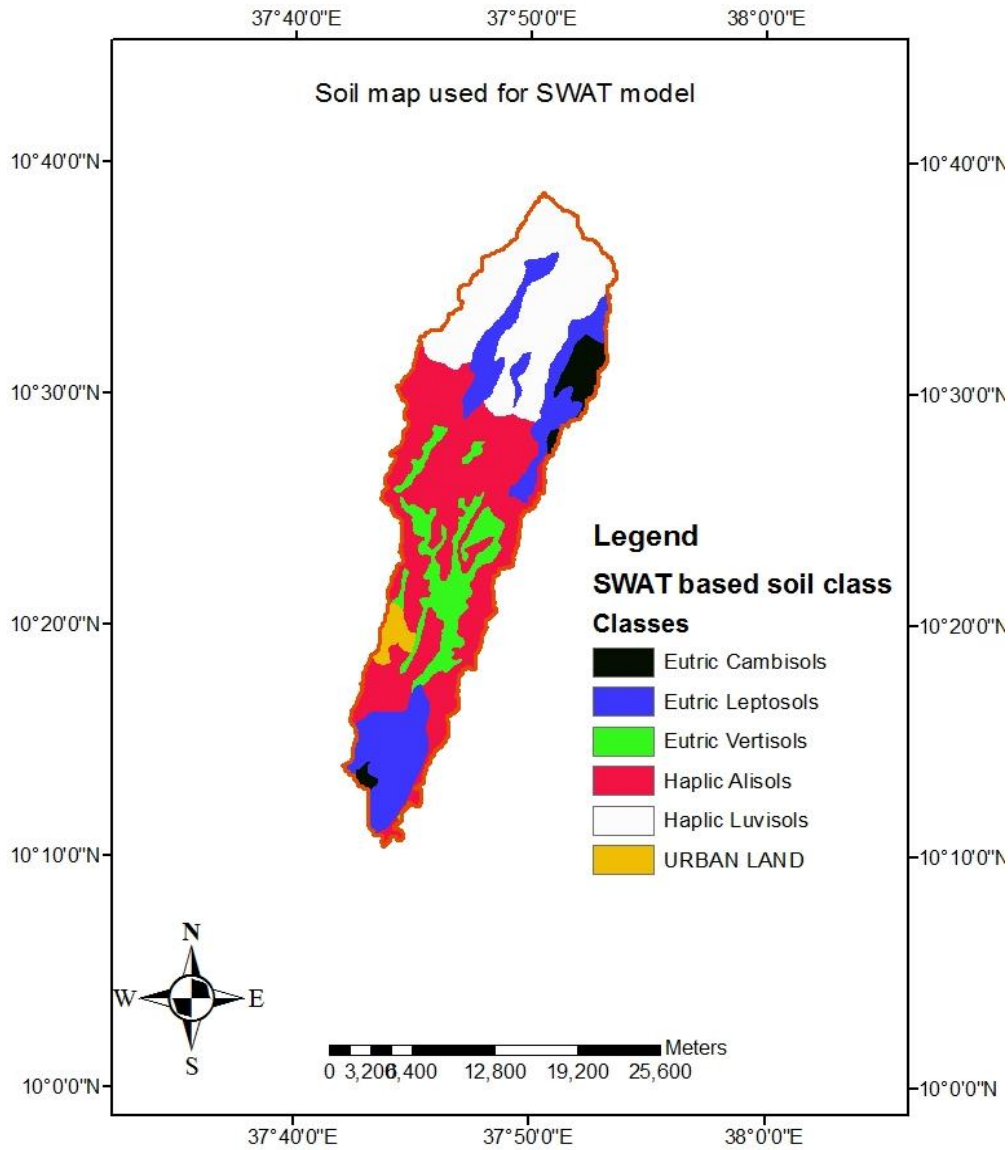 37°40'0"E 37°50'0"E 38°0'0"E
Soil map used for SWAT model
10°40'0"N 10°40'0"N
10°30'0"N 10°30'0"N
Legend
SWAT based soil class
Classes
10°20'0"N 10°20'0"N
Eutric Cambisols
Eutric Leptosols
Eutric Vertisols
Haplic Alisols
Haplic Luvisols
URBAN LAND
10°10'0"N 10°10'0"N
N
W E
S
Meters
0 3,200 6,400 12,800 19,200 25,600
10°0'0"N 10°0'0"N
37°40'0"E 37°50'0"E 38°0'0"E